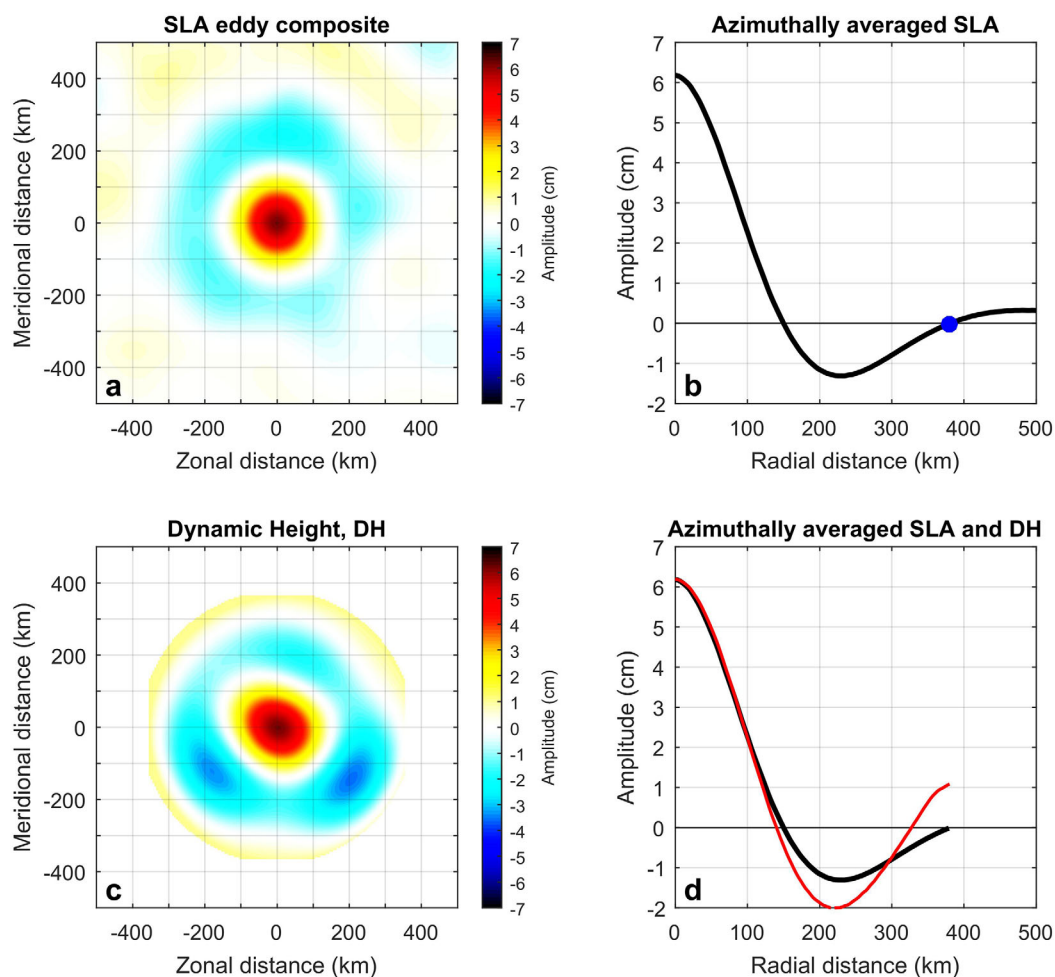 SLA eddy composite
Meridional distance (km)
400
200
0
-200
-400
a
-400 -200 0 200 400
Zonal distance (km)
7
6
5
4
3
2
1
0
-1
-2
-3
-4
-5
-6
-7
Amplitude (cm)
Azimuthally averaged SLA
Amplitude (cm)
7
6
5
4
3
2
1
0
-1
-2
b
0 100 200 300 400 500
Radial distance (km)
Dynamic Height, DH
Meridional distance (km)
400
200
0
-200
-400
c
-400 -200 0 200 400
Zonal distance (km)
7
6
5
4
3
2
1
0
-1
-2
-3
-4
-5
-6
-7
Amplitude (cm)
Azimuthally averaged SLA and DH
Amplitude (cm)
7
6
5
4
3
2
1
0
-1
-2
d
0 100 200 300 400 500
Radial distance (km)